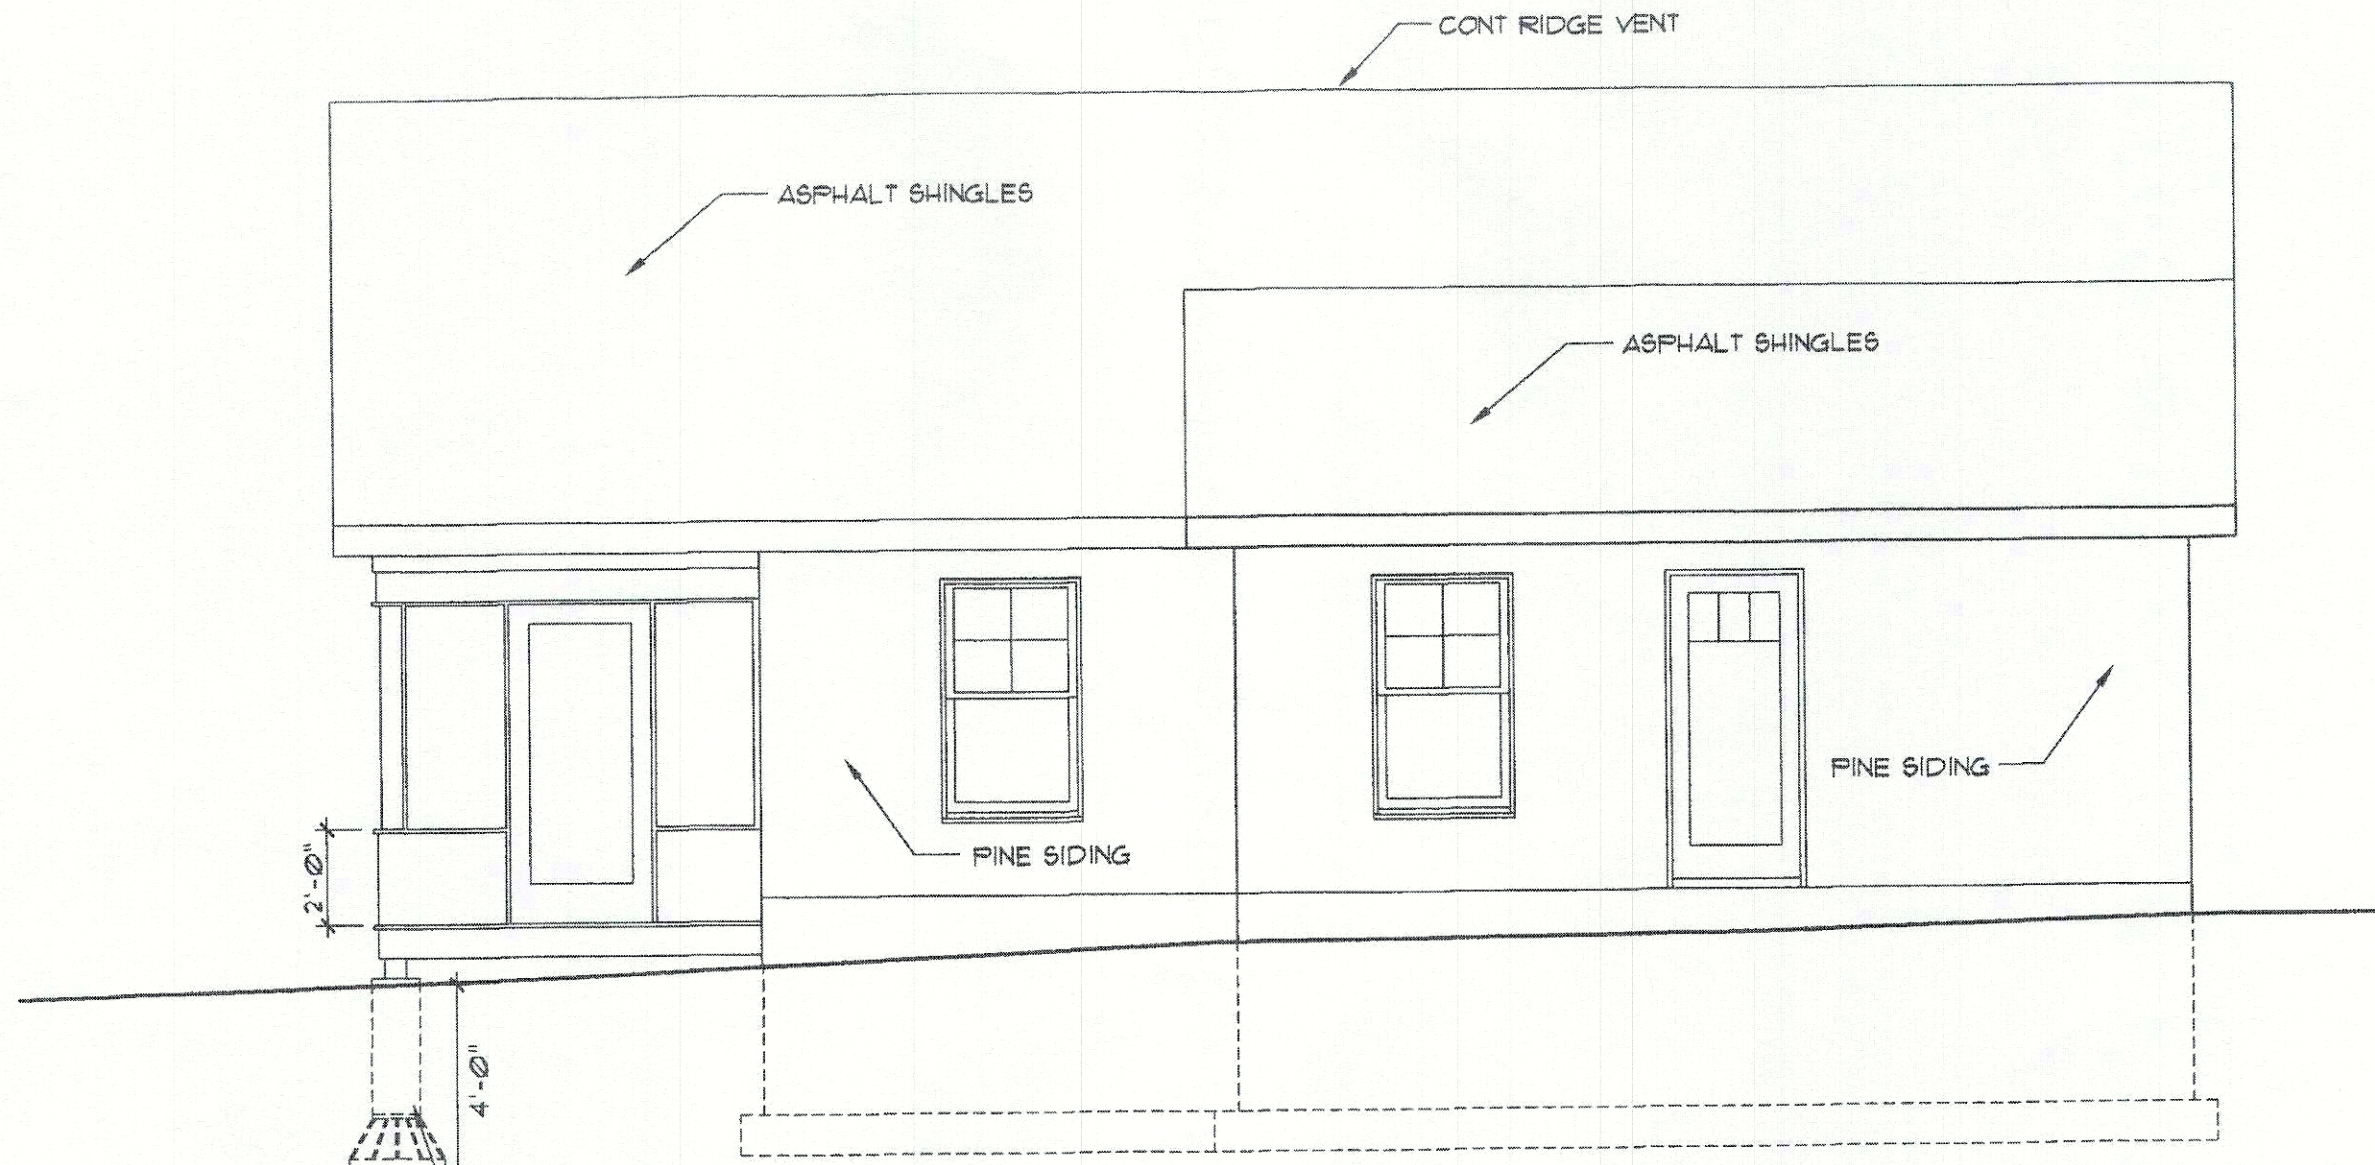 CONT RIDGE VENT
ASPHALT SHINGLES
ASPHALT SHINGLES
PINE SIDING
PINE SIDING
2'-0"
4'-0"